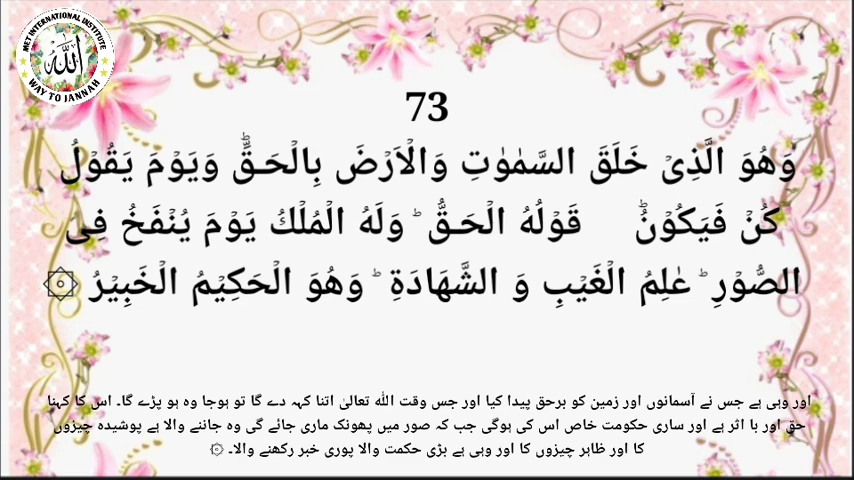 MET INTERNATIONAL INSTITUTE
الله
WAY TO JANNAH
73
وَهُوَ الَّذِىۡ خَلَقَ السَّمٰوٰتِ وَالۡاَرۡضَ بِالۡحَـقِّ‌ؕ وَيَوۡمَ يَقُوۡلُ
كُنۡ فَيَكُوۡنُؕ قَوۡلُهُ الۡحَـقُّ‌ ؕ وَلَهُ الۡمُلۡكُ يَوۡمَ يُنۡفَخُ فِى
الصُّوۡرِ‌ ؕ عٰلِمُ الۡغَيۡبِ وَ الشَّهَادَةِ‌ ؕ وَهُوَ الۡحَكِيۡمُ الۡخَبِيۡرُ ۞
اور وہی ہے جس نے آسمانوں اور زمین کو برحق پیدا کیا اور جس وقت اللّٰہ تعالیٰ اتنا کہہ دے گا تو ہوجا وہ ہو پڑے گا۔ اس کا کہنا
حق اور با اثر ہے اور ساری حکومت خاص اس کی ہوگی جب کہ صور میں پھونک ماری جائے گی وہ جاننے والا ہے پوشیدہ چیزوں
کا اور ظاہر چیزوں کا اور وہی ہے بڑی حکمت والا پوری خبر رکھنے والا۔ ۞